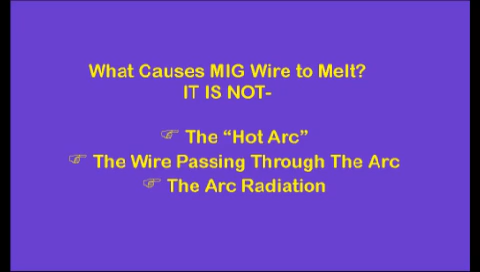 What Causes MIG Wire to Melt?
IT IS NOT-
☞ The “Hot Arc”
☞ The Wire Passing Through The Arc
☞ The Arc Radiation